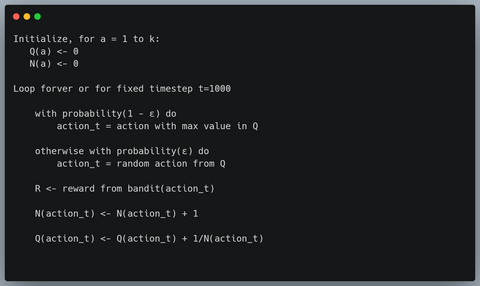 Initialize, for a = 1 to k:
Q(a) <- 0
N(a) <- 0
Loop forver or for fixed timestep t=1000
with probability(1 - ε) do
action_t = action with max value in Q
otherwise with probability(ε) do
action_t = random action from Q
R <- reward from bandit(action_t)
N(action_t) <- N(action_t) + 1
Q(action_t) <- Q(action_t) + 1/N(action_t)